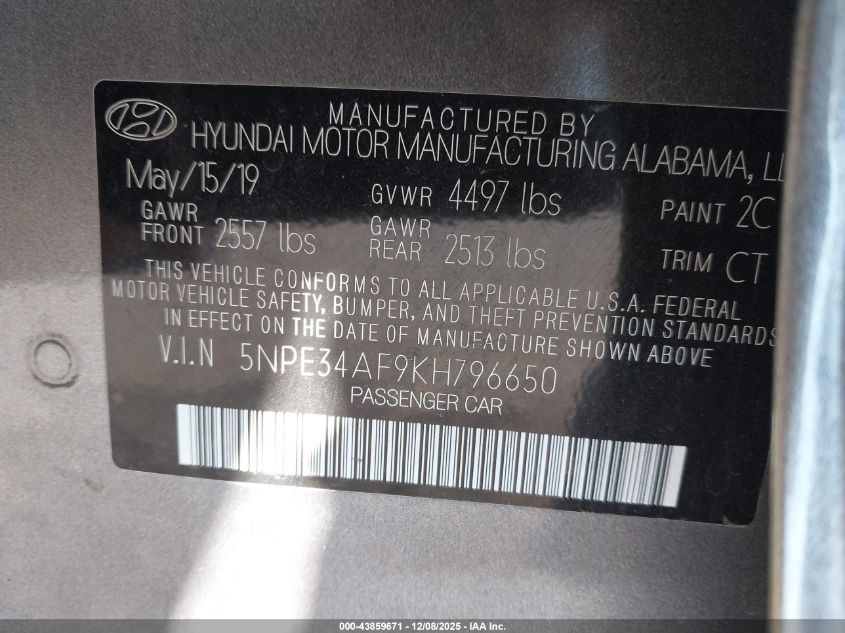 MANUFACTURED BY
HYUNDAI MOTOR MANUFACTURING ALABAMA,
May/15/19 GVWR 4497 lbs PAINT 2C
GAWR FRONT 2557 lbs GAWR REAR 2513 lbs TRIM CT
THIS VEHICLE CONFORMS TO ALL APPLICABLE U.S.A. FEDERAL
MOTOR VEHICLE SAFETY, BUMPER, AND THEFT PREVENTION STANDARDS
IN EFFECT ON THE DATE OF MANUFACTURE SHOWN ABOVE
V.I.N 5NPE34AF9KH796650
PASSENGER CAR
000-43859671 - 12/08/2025 - IAA Inc.